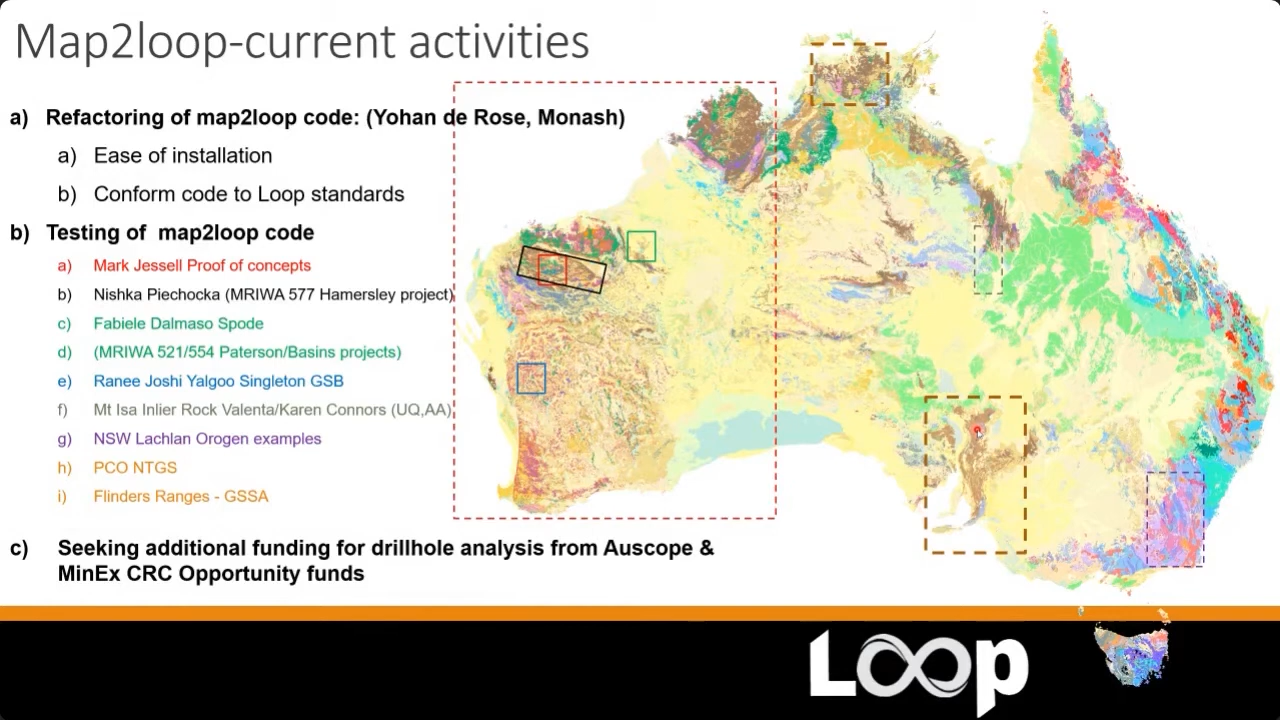 Map2loop-current activities
a) Refactoring of map2loop code: (Yohan de Rose, Monash)
a) Ease of installation
b) Conform code to Loop standards
b) Testing of map2loop code
a) Mark Jessell Proof of concepts
b) Nishka Piechocka (MRIWA 577 Hamersley project)
c) Fabiele Dalmaso Spode
d) (MRIWA 521/554 Paterson/Basins projects)
e) Ranee Joshi Yalgoo Singleton GSB
f) Mt Isa Inlier Rock Valenta/Karen Connors (UQ,AA)
g) NSW Lachlan Orogen examples
h) PCO NTGS
i) Flinders Ranges - GSSA
c) Seeking additional funding for drillhole analysis from Auscope &
MinEx CRC Opportunity funds
Loop